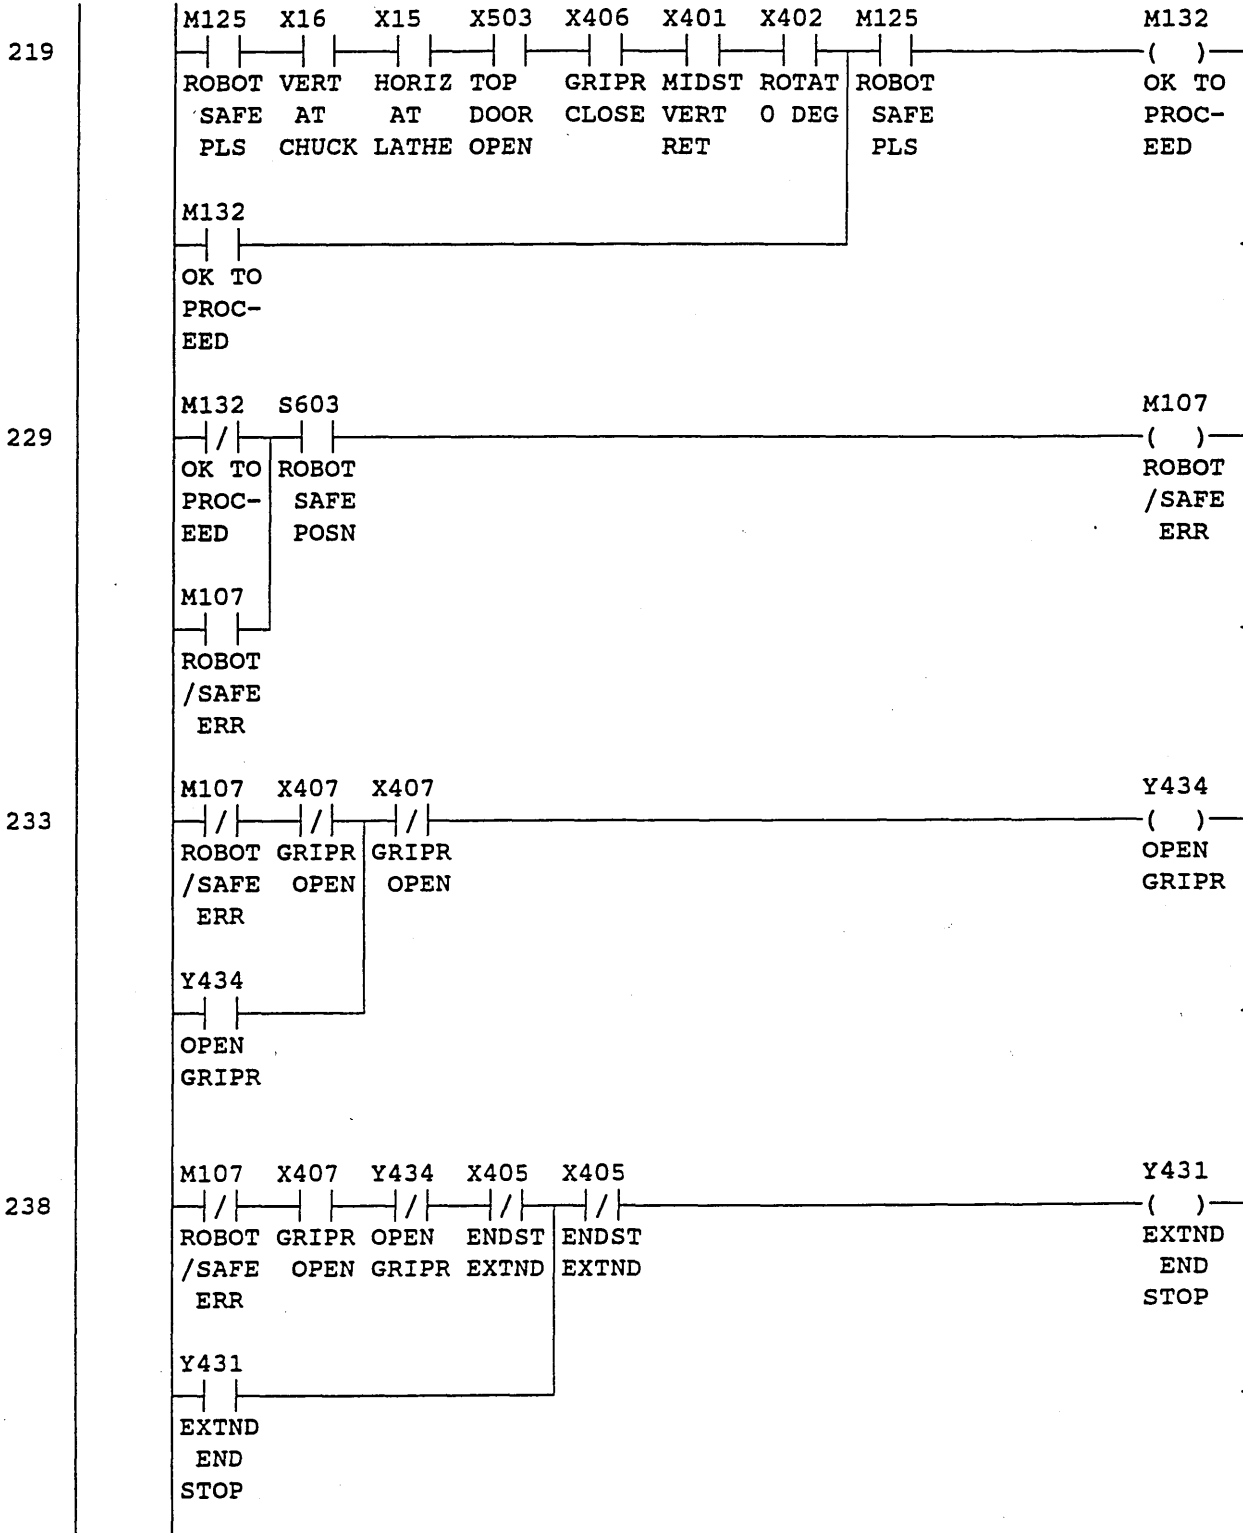 M125 X16 X15 X503 X406 X401 X402 M125 M132
219 ( )
ROBOT VERT HORIZ TOP GRIPR MIDST ROTAT ROBOT OK TO
SAFE AT AT DOOR CLOSE VERT 0 DEG SAFE PROC-
PLS CHUCK LATHE OPEN RET PLS EED
M132
OK TO
PROC-
EED
M132 S603 M107
229 / ( )
OK TO ROBOT ROBOT
PROC- SAFE /SAFE
EED POSN ERR
M107
ROBOT
/SAFE
ERR
M107 X407 X407 Y434
233 / / / ( )
ROBOT GRIPR GRIPR OPEN
/SAFE OPEN OPEN GRIPR
ERR
Y434
OPEN
GRIPR
M107 X407 Y434 X405 X405 Y431
238 / / / / ( )
ROBOT GRIPR OPEN ENDST ENDST EXTND
/SAFE OPEN GRIPR EXTND EXTND END
ERR STOP
Y431
EXTND
END
STOP